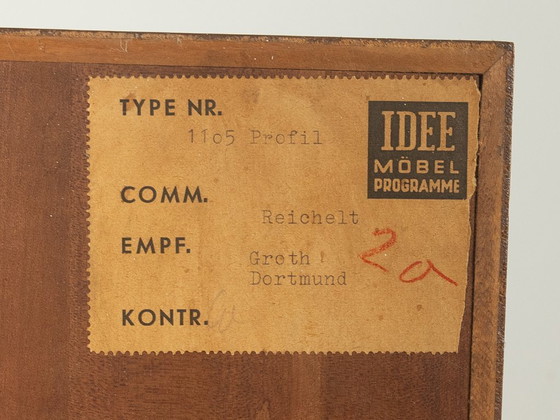 TYPE NR.
11o5 Profil
IDEE
MÖBEL
PROGRAMME
COMM.
Reichelt
EMPF.
Groth
Dortmund
2a
KONTR.